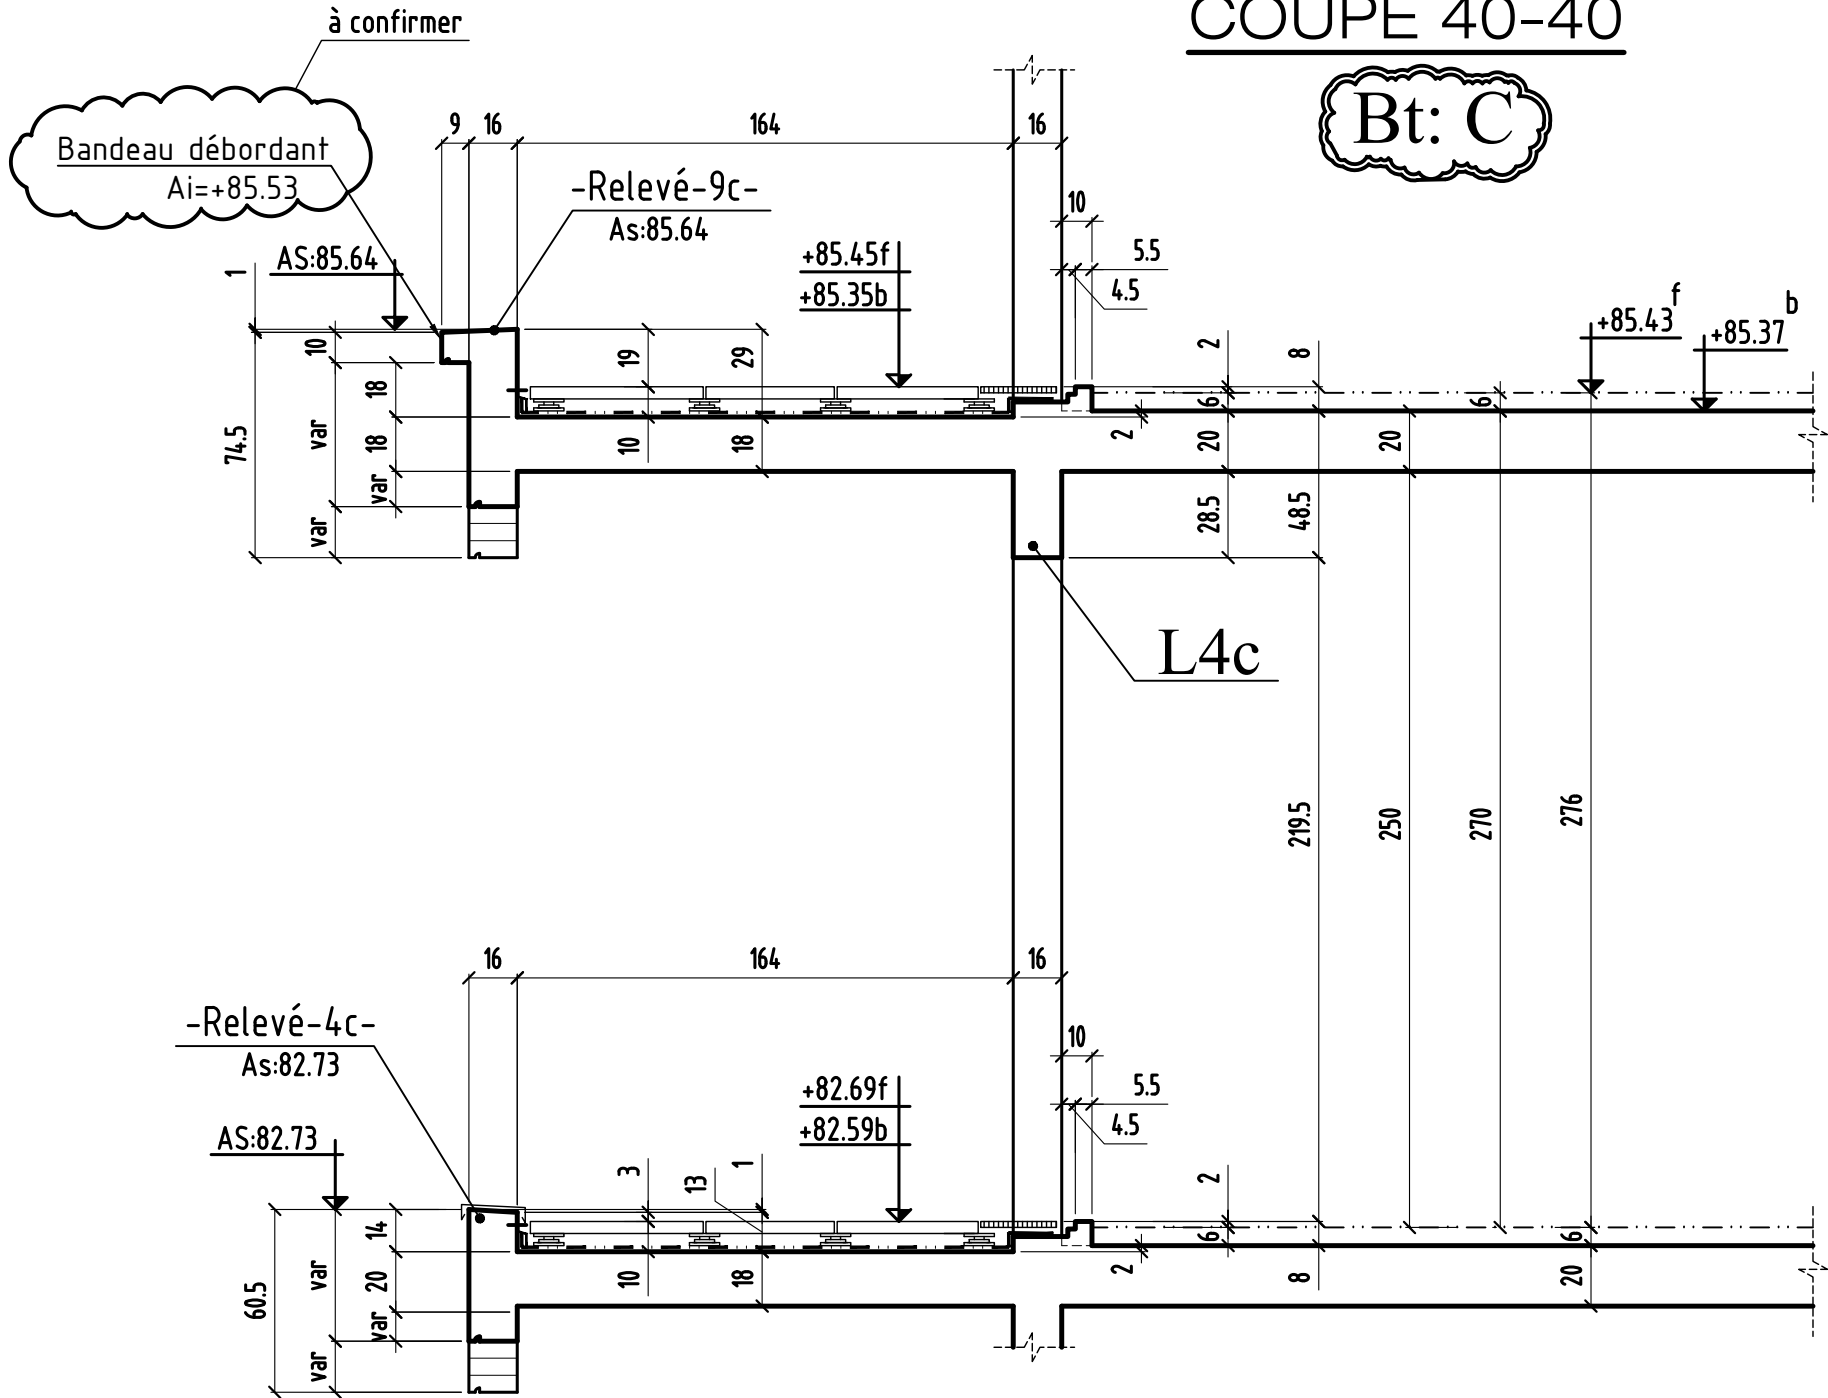 COUPE 40-40
Bt: C
à confirmer
Bandeau débordant
Ai=+85.53
9
16
164
16
-Relevé-9c-
As:85.64
AS:85.64
+85.45f
+85.35b
10
5.5
4.5
+85.43 f
+85.37 b
1
10
18
19
29
2
8
6
6
74.5
var
18
var
var
10
18
2
20
20
28.5
48.5
L4c
219.5
250
270
276
16
164
16
-Relevé-4c-
As:82.73
AS:82.73
+82.69f
+82.59b
10
5.5
4.5
3
13
1
2
14
6
6
60.5
var
20
var
var
10
18
2
8
20